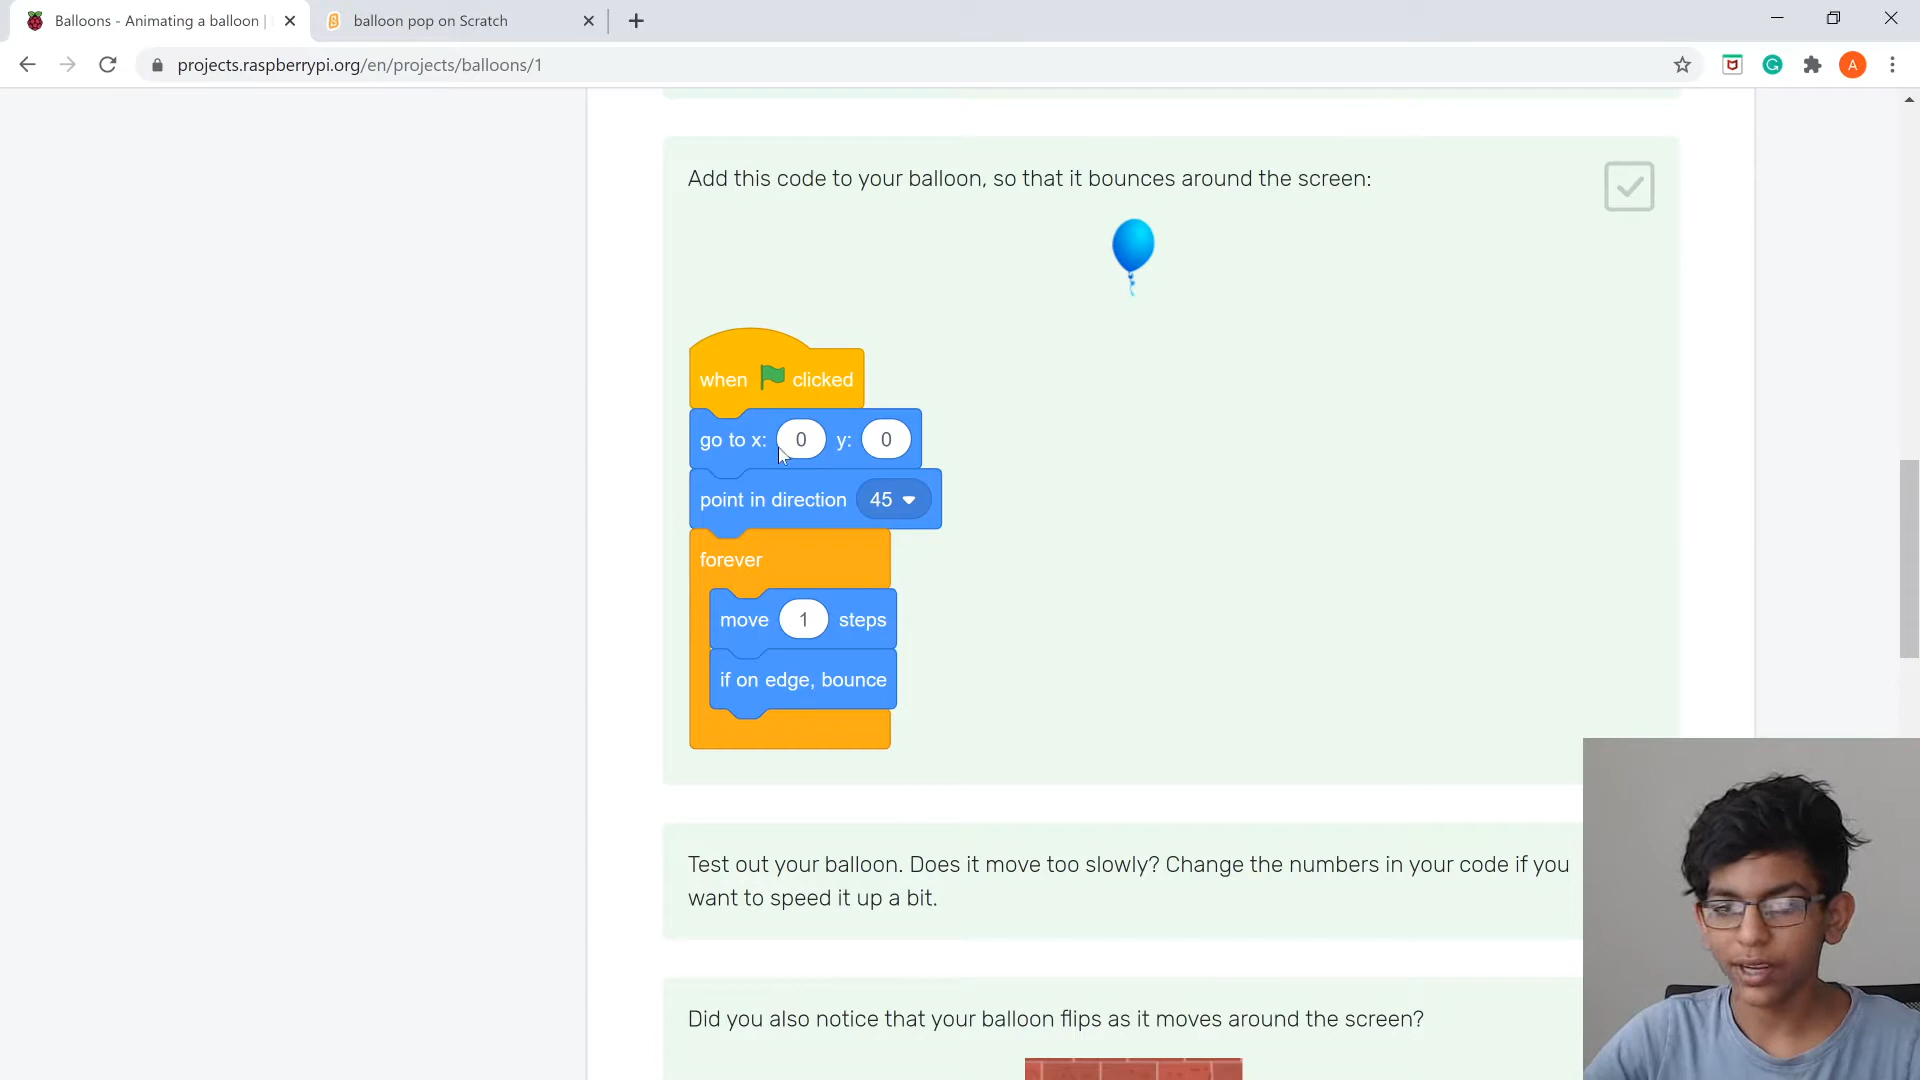 Balloons - Animating a balloon |
balloon pop on Scratch
projects.raspberrypi.org/en/projects/balloons/1
A
Add this code to your balloon, so that it bounces around the screen:
when clicked
go to x: 0 y: 0
point in direction 45
forever
move 1 steps
if on edge, bounce
Test out your balloon. Does it move too slowly? Change the numbers in your code if you
want to speed it up a bit.
Did you also notice that your balloon flips as it moves around the screen?